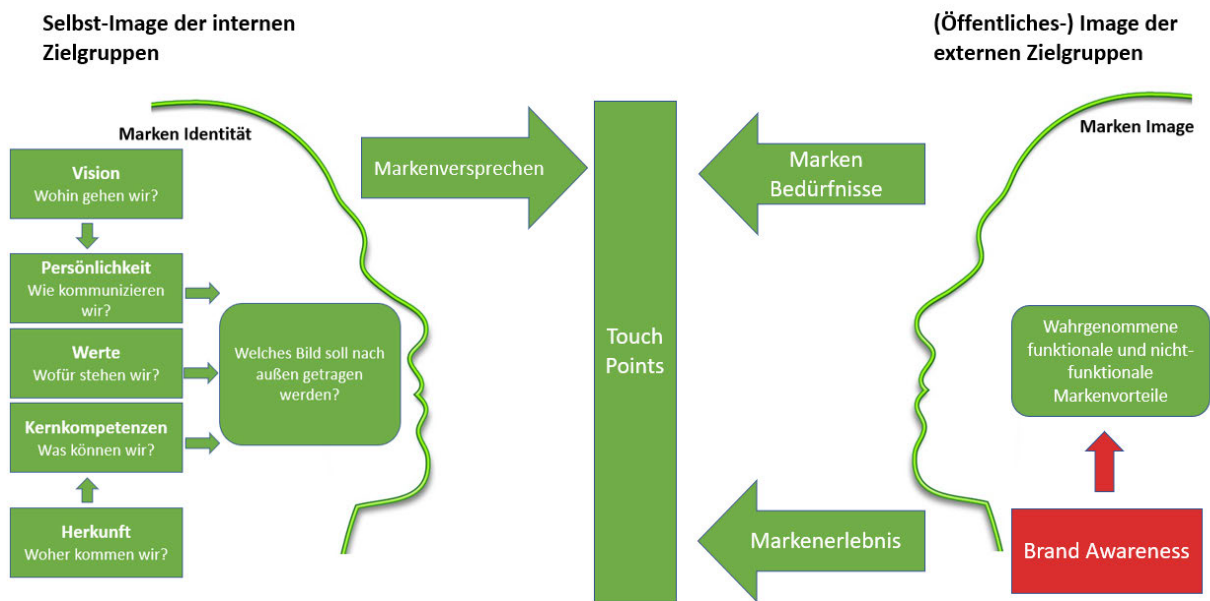 Selbst-Image der internen
Zielgruppen
(Öffentliches-) Image der
externen Zielgruppen
Marken Identität
Vision
Wohin gehen wir?
Persönlichkeit
Wie kommunizieren
wir?
Werte
Wofür stehen wir?
Kernkompetenzen
Was können wir?
Herkunft
Woher kommen wir?
Welches Bild soll nach
außen getragen
werden?
Markenversprechen
Touch
Points
Marken
Bedürfnisse
Markenerlebnis
Marken Image
Wahrgenommene
funktionale und nicht-
funktionale
Markenvorteile
Brand Awareness